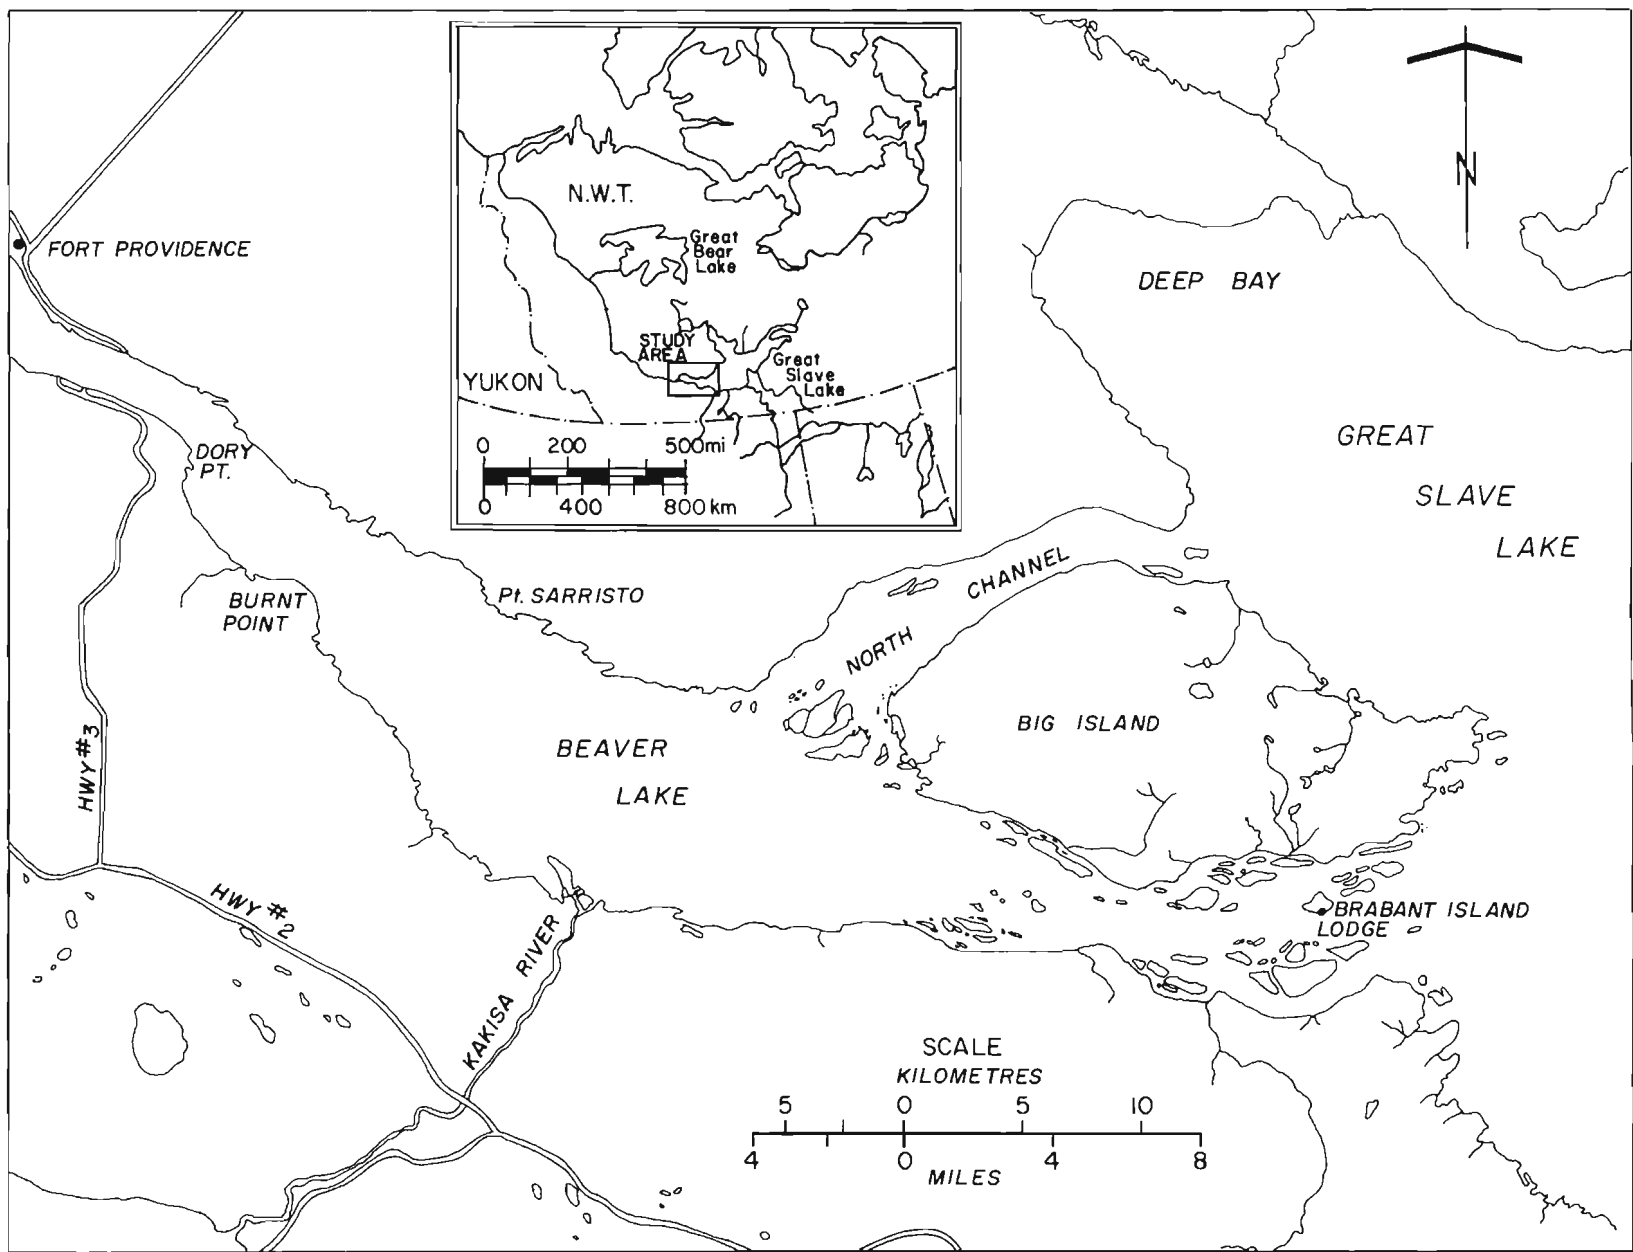 N
N.W.T.
FORT PROVIDENCE
Great
Bear
Lake
DEEP BAY
STUDY
AREA
Great
Slave
Lake
YUKON
0 200 500mi
0 400 800km
DORY
PT.
GREAT
SLAVE
LAKE
NORTH CHANNEL
Pt. SARRISTO
BURNT
POINT
BIG ISLAND
BEAVER
LAKE
HWY #3
HWY #2
KAKISA RIVER
BRABANT ISLAND
LODGE
SCALE
KILOMETRES
5 0 5 10
4 0 4 8
MILES